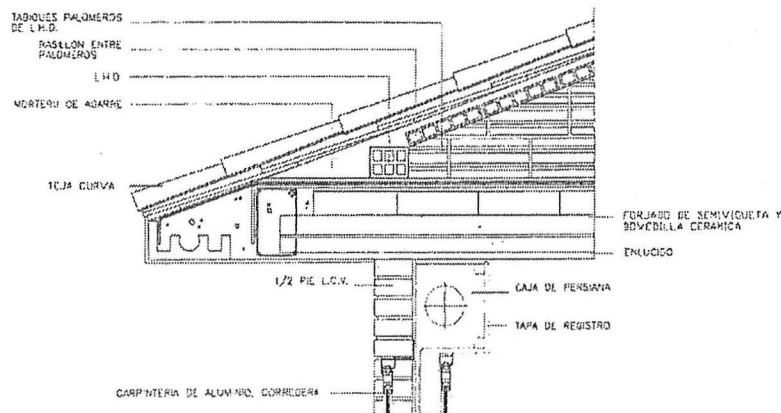 TABIQUES PALOMEROS
DE L.H.D.
RASILLON ENTRE
PALOMEROS
L.H.D
MORTERO DE AGARRE
TEJA CURVA
FORJADO DE SEMIVIGUETA Y
BOVEDILLA CERAMICA
ENLUCIDO
1/2 PIE L.C.V.
CAJA DE PERSIANA
TAPA DE REGISTRO
CARPINTERIA DE ALUMINIO, CORREDERA